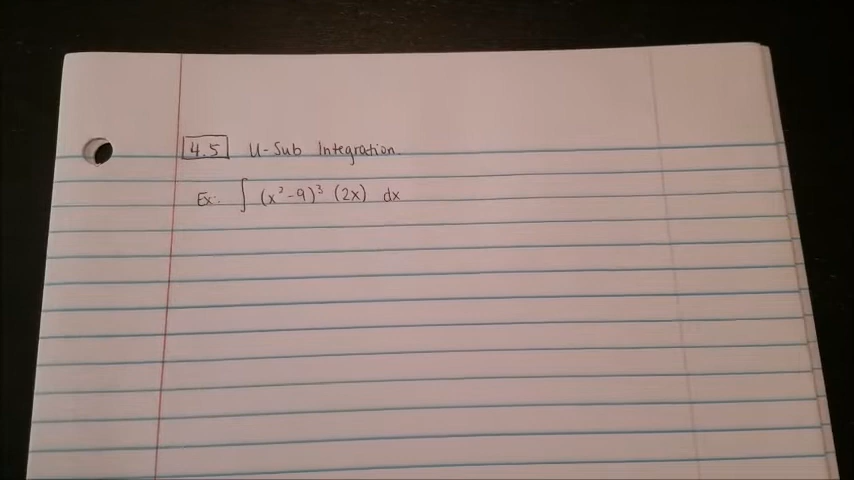 4.5 U-Sub Integration.
Ex: ∫ (x²-9)³ (2x) dx